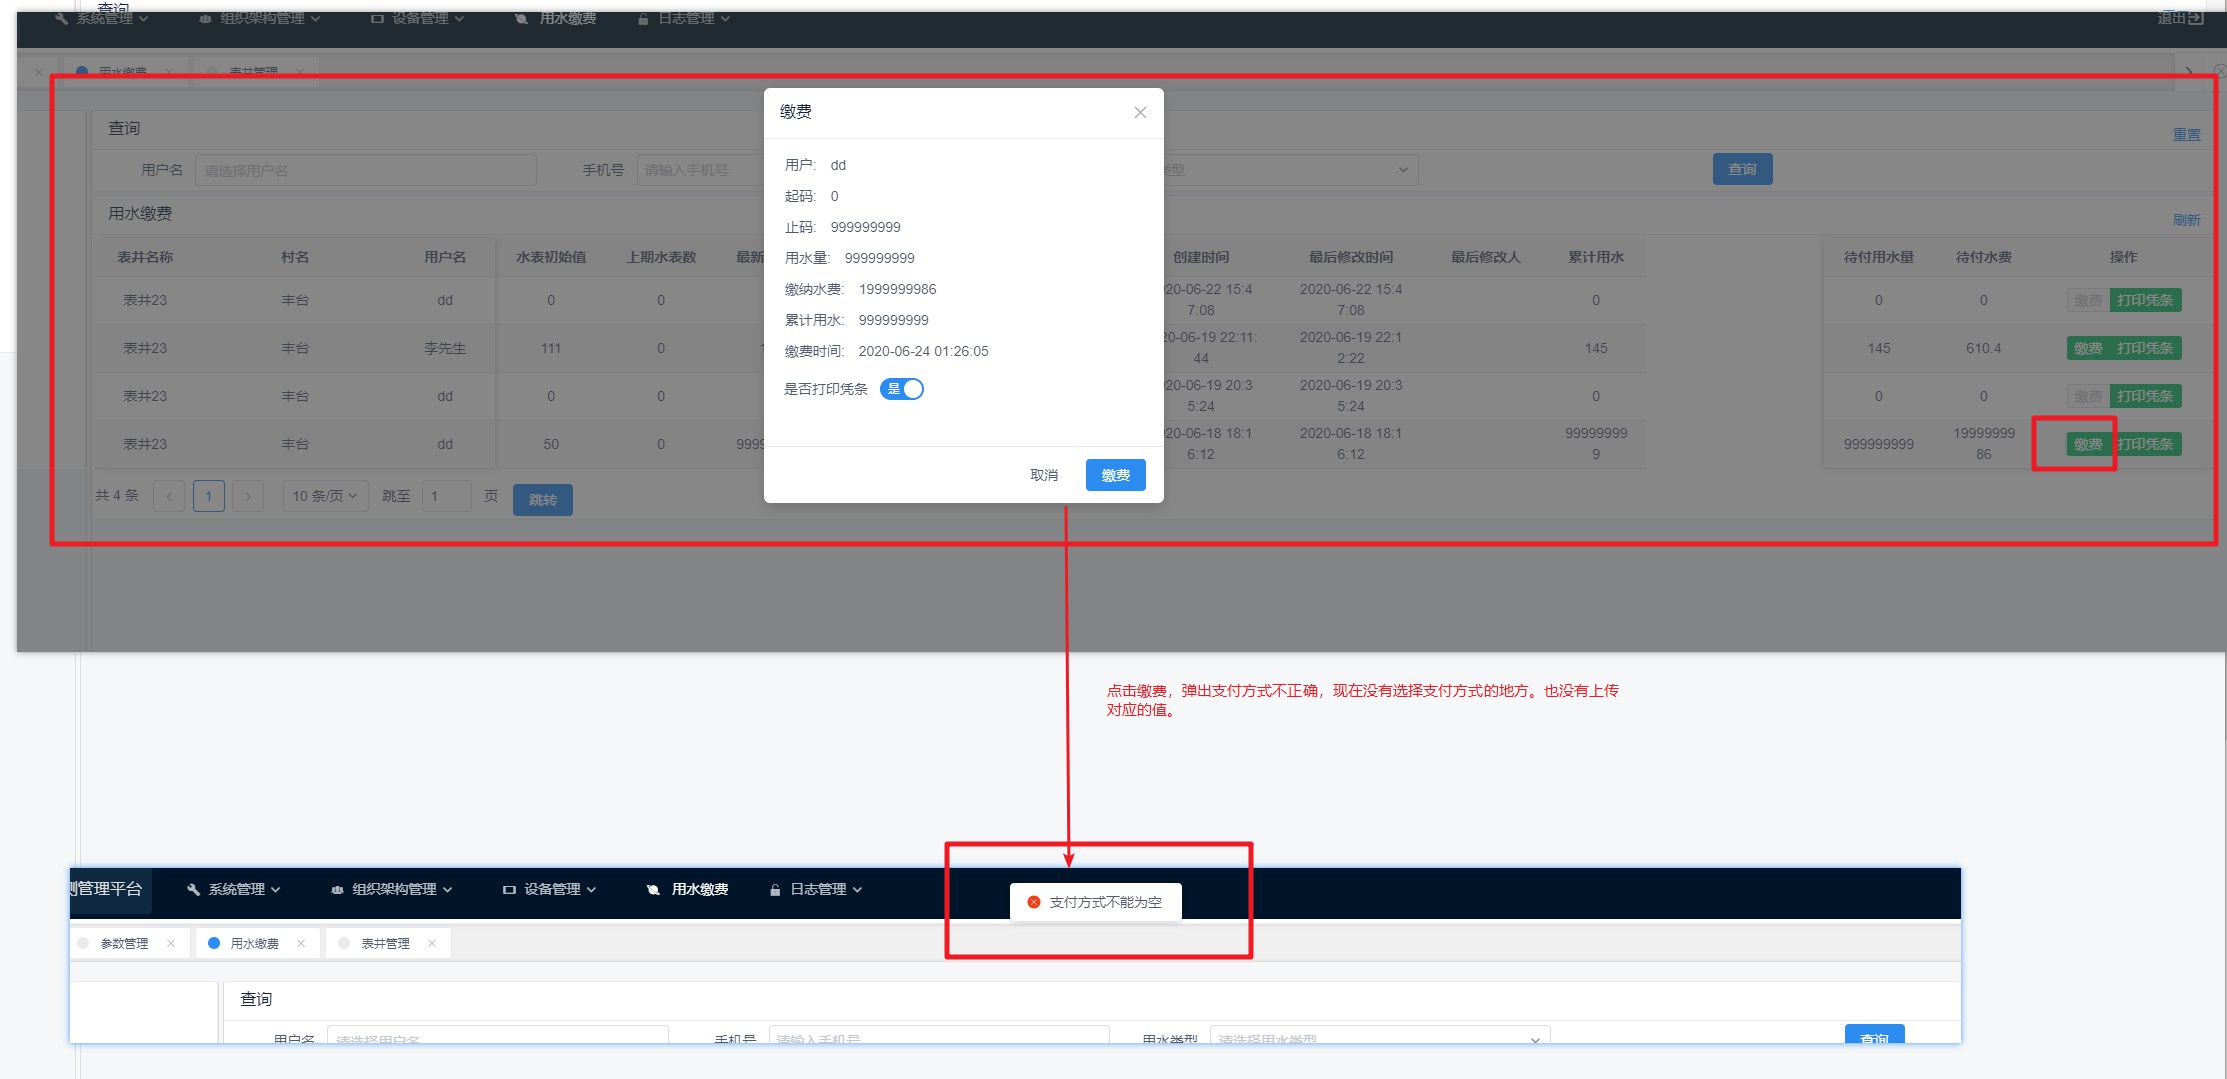 查询
系统管理 组织架构管理 设备管理 用水缴费 日志管理 退出
用水缴费 表井管理
缴费
查询
重置
用户名 请选择用户名 手机号 请输入手机号 类型 查询
用户: dd
起码: 0
止码: 999999999
用水量: 999999999
缴纳水费: 1999999986
累计用水: 999999999
缴费时间: 2020-06-24 01:26:05
是否打印凭条 是
取消 缴费
用水缴费
刷新
表井名称 村名 用户名 水表初始值 上期水表数 最新 创建时间 最后修改时间 最后修改人 累计用水 待付用水量 待付水费 操作
表井23 丰台 dd 0 0 20-06-22 15:4 2020-06-22 15:4 0 0 0 缴费 打印凭条
7:08 7:08
表井23 丰台 李先生 111 0 1 20-06-19 22:11: 2020-06-19 22:1 145 145 610.4 缴费 打印凭条
44 2:22
表井23 丰台 dd 0 0 20-06-19 20:3 2020-06-19 20:3 0 0 0 缴费 打印凭条
5:24 5:24
表井23 丰台 dd 50 0 9999 20-06-18 18:1 2020-06-18 18:1 99999999 999999999 19999999 缴费 打印凭条
6:12 6:12 9 86
共 4 条 1 10 条/页 跳至 1 页 跳转
点击缴费，弹出支付方式不正确，现在没有选择支付方式的地方。也没有上传
对应的值。
测管理平台 系统管理 组织架构管理 设备管理 用水缴费 日志管理
支付方式不能为空
参数管理 用水缴费 表井管理
查询
用户名 请选择用户名 手机号 请输入手机号 用水类型 请选择用水类型 查询